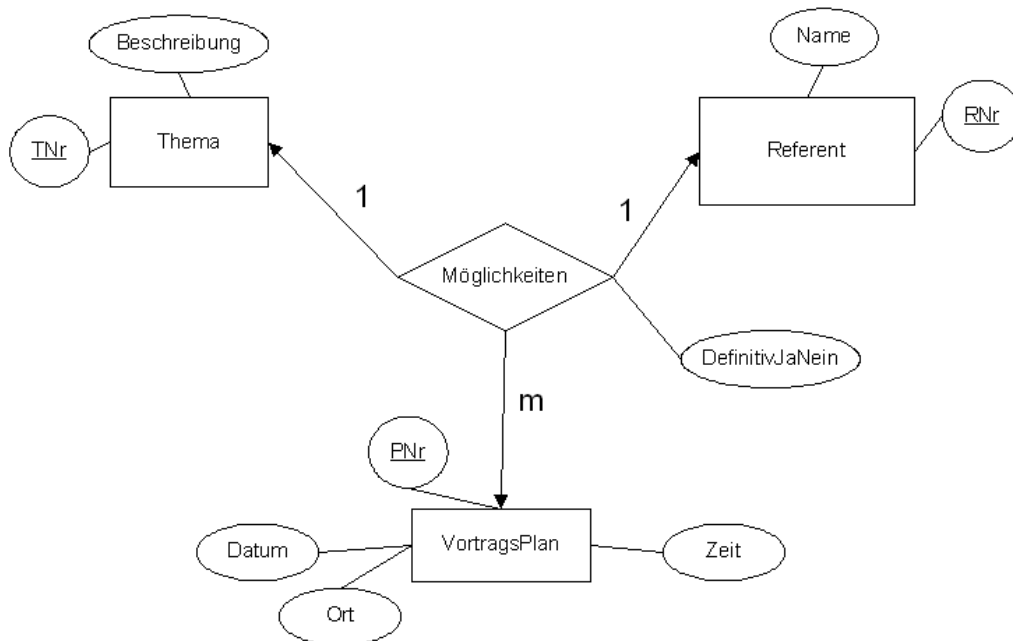 Beschreibung
Name
TNr
Thema
Referent
RNr
1
1
Möglichkeiten
DefinitivJaNein
m
PNr
Datum
VortragsPlan
Zeit
Ort